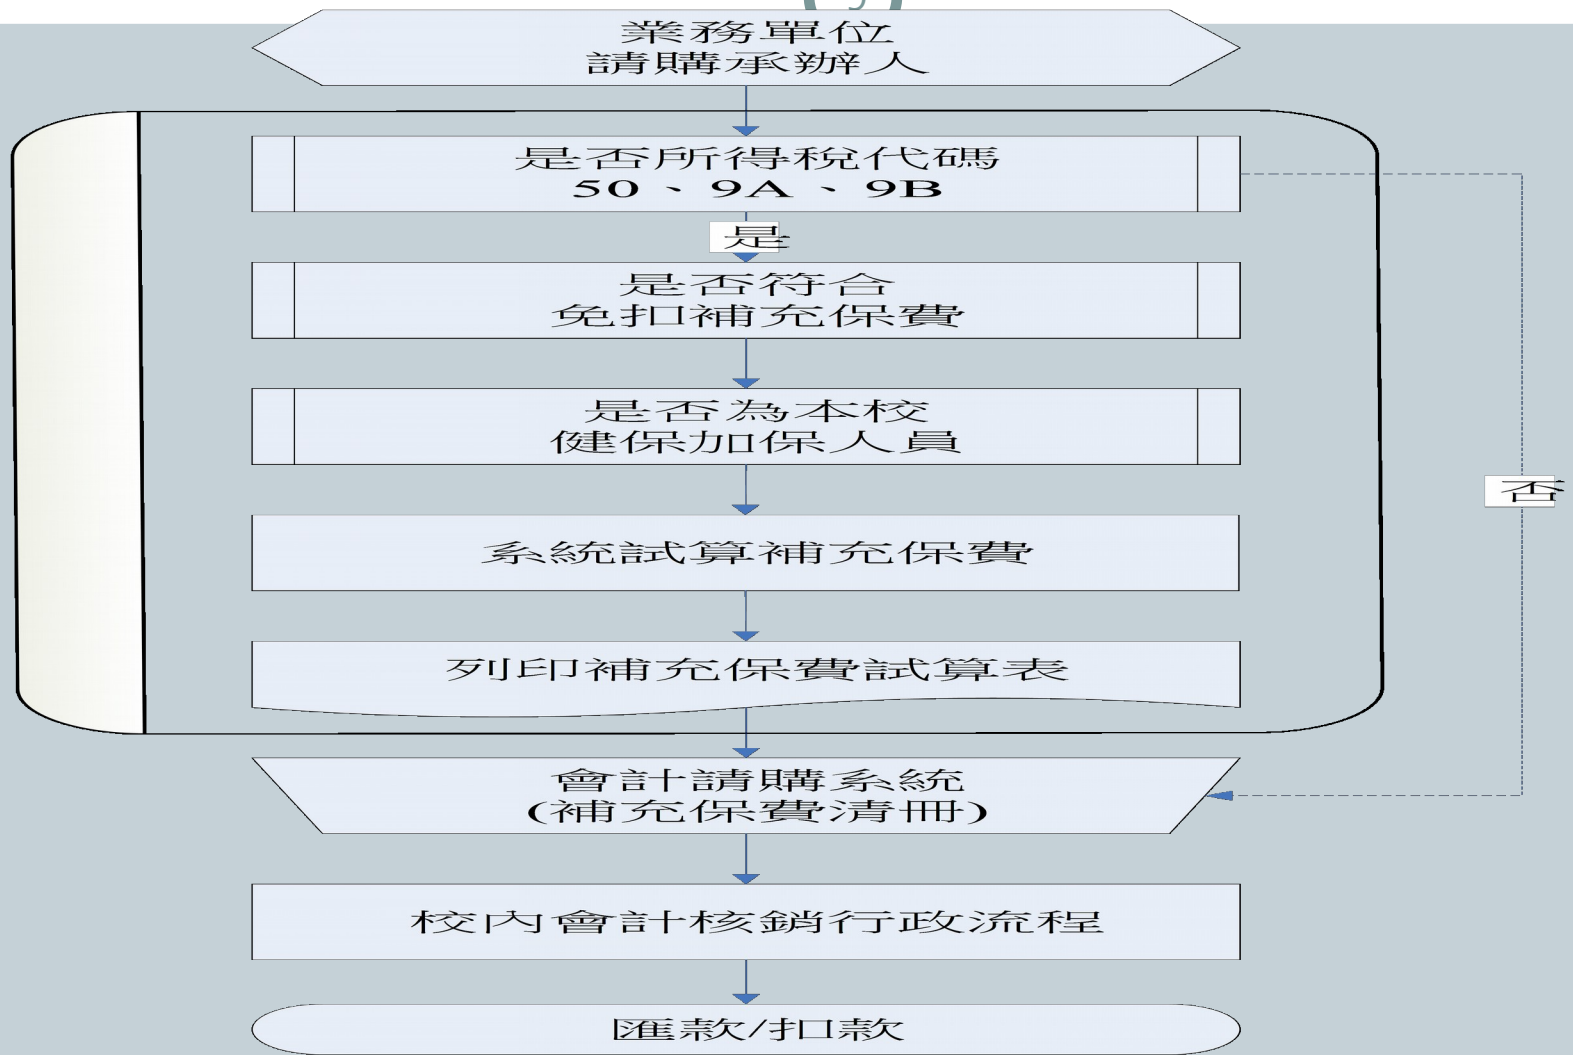 業務單位
請購承辦人
是否所得稅代碼
50、9A、9B
是
是否符合
免扣補充保費
是否為本校
健保加保人員
否
系統試算補充保費
列印補充保費試算表
會計請購系統
(補充保費清冊)
校內會計核銷行政流程
匯款/扣款